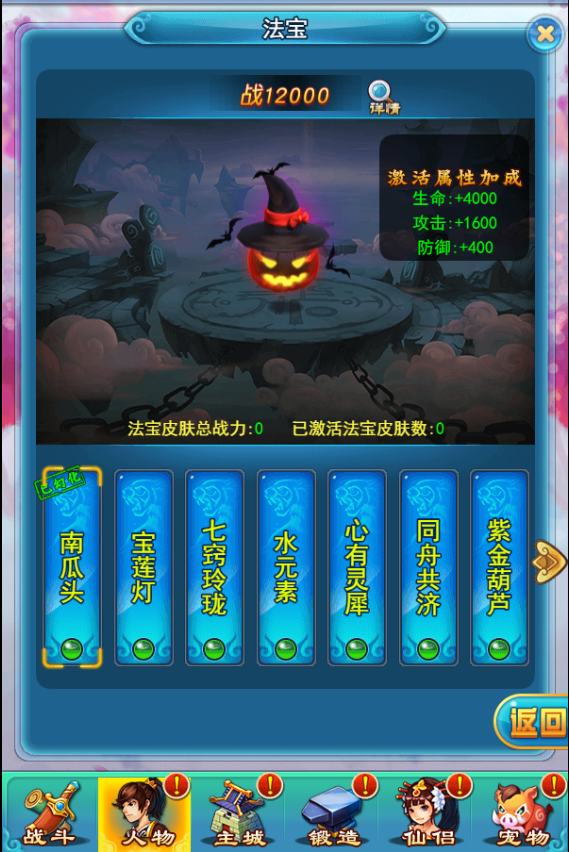 法宝
战12000
详情
激活属性加成
生命:+4000
攻击:+1600
防御:+400
法宝皮肤总战力:0 已激活法宝皮肤数:0
已幻化
南瓜头
宝莲灯
七窍玲珑
水元素
心有灵犀
同舟共济
紫金葫芦
返回
战斗 人物 主城 锻造 仙侣 宠物